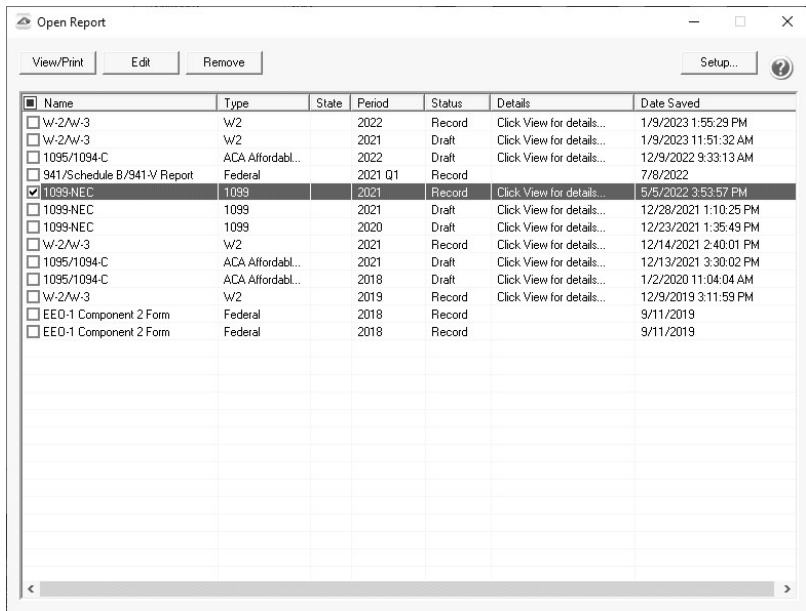 Open Report
View/Print Edit Remove Setup...
Name Type State Period Status Details Date Saved
W-2/W-3 W2 2022 Record Click View for details... 1/9/2023 1:55:29 PM
W-2/W-3 W2 2021 Draft Click View for details... 1/9/2023 11:51:32 AM
1095/1094-C ACA Affordabl... 2022 Draft Click View for details... 12/9/2022 9:33:13 AM
941/Schedule B/941-V Report Federal 2021 Q1 Record 7/8/2022
1099-NEC 1099 2021 Record Click View for details... 5/5/2022 3:53:57 PM
1099-NEC 1099 2021 Draft Click View for details... 12/28/2021 1:10:25 PM
1099-NEC 1099 2020 Draft Click View for details... 12/23/2021 1:35:49 PM
W-2/W-3 W2 2021 Record Click View for details... 12/14/2021 2:40:01 PM
1095/1094-C ACA Affordabl... 2021 Draft Click View for details... 12/13/2021 3:30:02 PM
1095/1094-C ACA Affordabl... 2018 Draft Click View for details... 1/2/2020 11:04:04 AM
W-2/W-3 W2 2019 Record Click View for details... 12/9/2019 3:11:59 PM
EEO-1 Component 2 Form Federal 2018 Record 9/11/2019
EEO-1 Component 2 Form Federal 2018 Record 9/11/2019